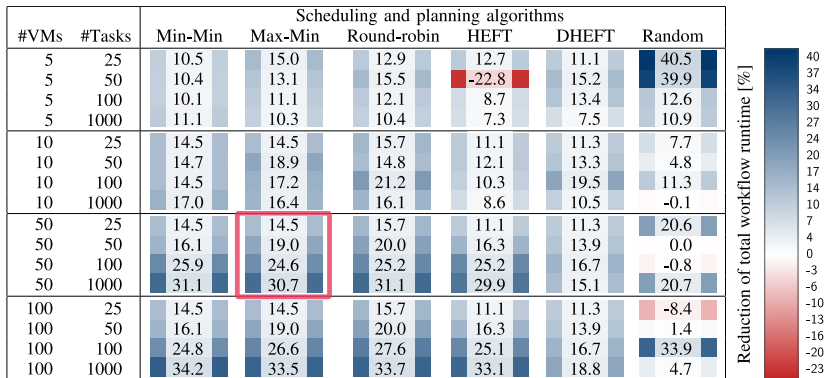 Scheduling and planning algorithms
#VMs #Tasks Min-Min Max-Min Round-robin HEFT DHEFT Random
5 25 10.5 15.0 12.9 12.7 11.1 40.5
5 50 10.4 13.1 15.5 -22.8 15.2 39.9
5 100 10.1 11.1 12.1 8.7 13.4 12.6
5 1000 11.1 10.3 10.4 7.3 7.5 10.9
10 25 14.5 14.5 15.7 11.1 11.3 7.7
10 50 14.7 18.9 14.8 12.1 13.3 4.8
10 100 14.5 17.2 21.2 10.3 19.5 11.3
10 1000 17.0 16.4 16.1 8.6 10.5 -0.1
50 25 14.5 14.5 15.7 11.1 11.3 20.6
50 50 16.1 19.0 20.0 16.3 13.9 0.0
50 100 25.9 24.6 25.2 25.2 16.7 -0.8
50 1000 31.1 30.7 31.1 29.9 15.1 20.7
100 25 14.5 14.5 15.7 11.1 11.3 -8.4
100 50 16.1 19.0 20.0 16.3 13.9 1.4
100 100 24.8 26.6 27.6 25.1 16.7 33.9
100 1000 34.2 33.5 33.7 33.1 18.8 4.7
Reduction of total workflow runtime [%]
40
37
34
30
27
24
20
17
14
10
7
4
0
-3
-6
-10
-13
-16
-20
-23